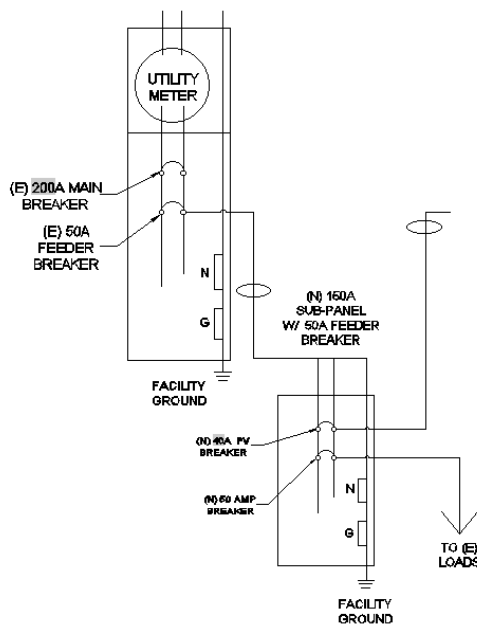 UTILITY
METER
(E) 200A MAIN
BREAKER
(E) 50A
FEEDER
BREAKER
N
G
FACILITY
GROUND
(N) 150A
SUB-PANEL
W/ 50A FEEDER
BREAKER
(N) 40A PV
BREAKER
(N) 50 AMP
BREAKER
N
G
TO (E)
LOADS
FACILITY
GROUND